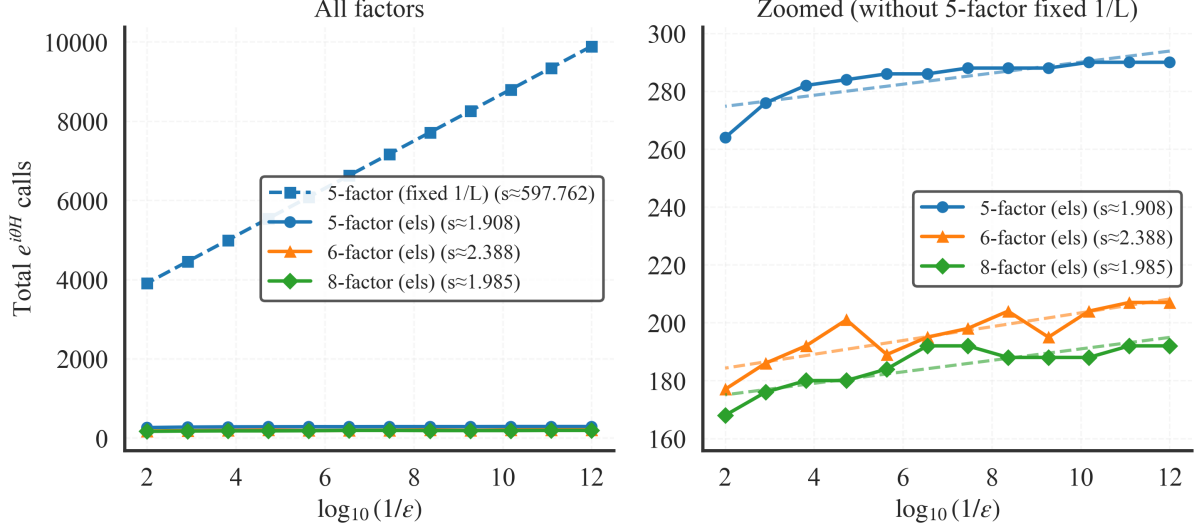 All factors
10000
8000
6000
4000
2000
0
Total e^{iθH} calls
5-factor (fixed 1/L) (s≈597.762)
5-factor (els) (s≈1.908)
6-factor (els) (s≈2.388)
8-factor (els) (s≈1.985)
2 4 6 8 10 12
log₁₀ (1/ε)
Zoomed (without 5-factor fixed 1/L)
300
280
260
240
220
200
180
160
5-factor (els) (s≈1.908)
6-factor (els) (s≈2.388)
8-factor (els) (s≈1.985)
2 4 6 8 10 12
log₁₀ (1/ε)